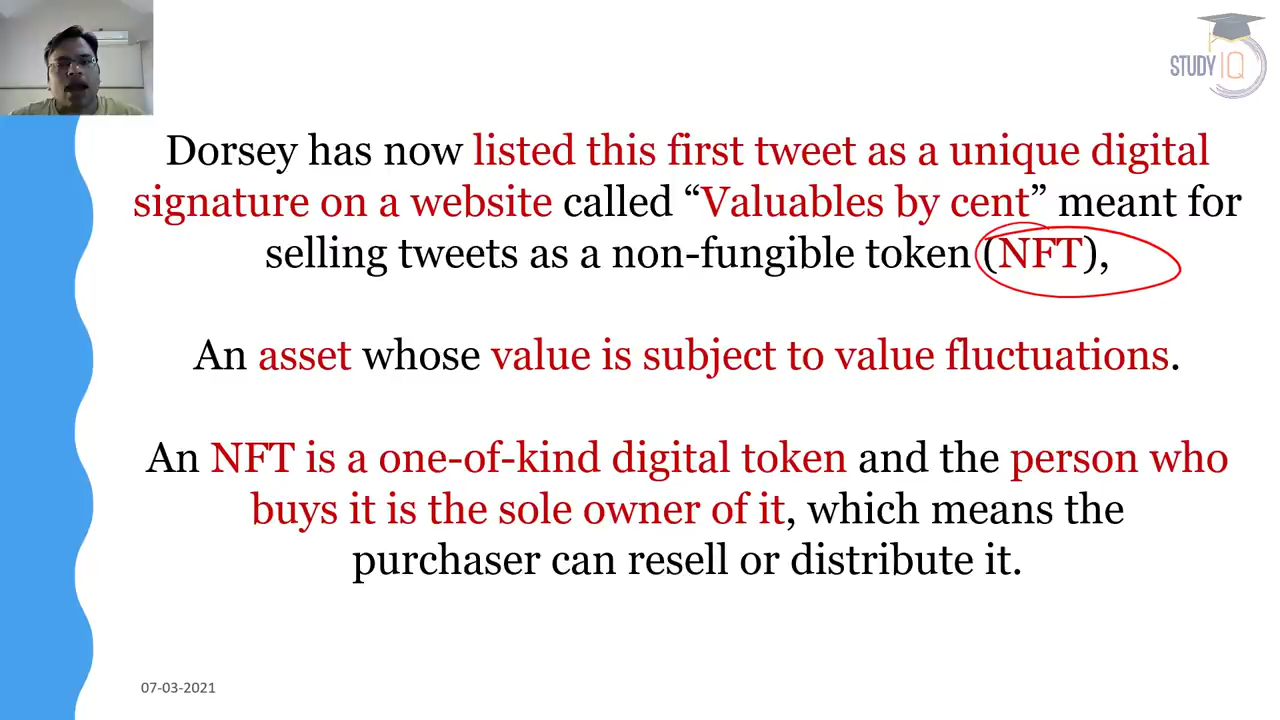 STUDY IQ
Dorsey has now listed this first tweet as a unique digital
signature on a website called “Valuables by cent” meant for
selling tweets as a non-fungible token (NFT),
An asset whose value is subject to value fluctuations.
An NFT is a one-of-kind digital token and the person who
buys it is the sole owner of it, which means the
purchaser can resell or distribute it.
07-03-2021